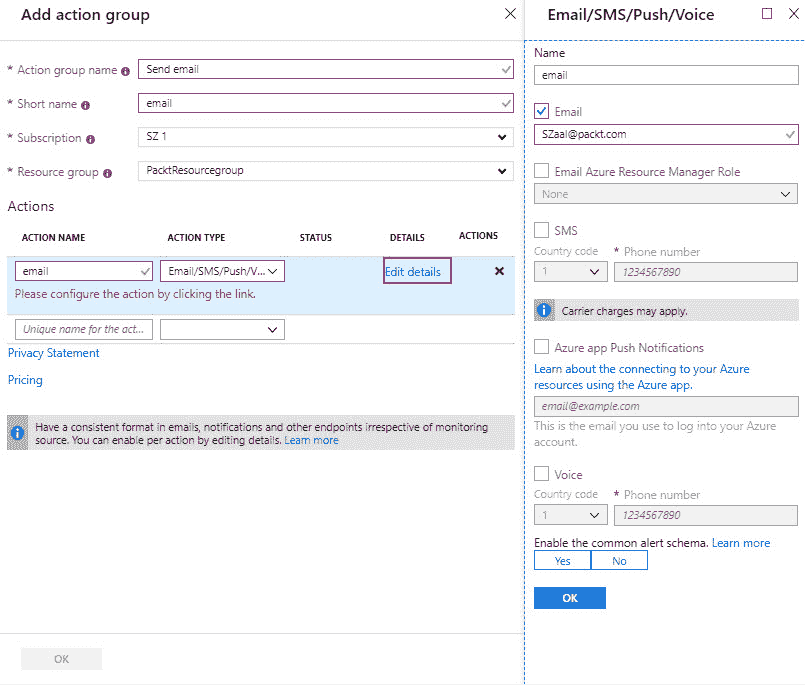 Add action group
* Action group name
Send email
* Short name
email
* Subscription
SZ 1
* Resource group
PacktResourcegroup
Actions
ACTION NAME ACTION TYPE STATUS DETAILS ACTIONS
email Email/SMS/Push/V... Edit details
Please configure the action by clicking the link.
Unique name for the act...
Privacy Statement
Pricing
Have a consistent format in emails, notifications and other endpoints irrespective of monitoring
source. You can enable per action by editing details. Learn more
OK
Email/SMS/Push/Voice
Name
email
Email
SZaal@packt.com
Email Azure Resource Manager Role
None
SMS
Country code * Phone number
1 1234567890
Carrier charges may apply.
Azure app Push Notifications
Learn about the connecting to your Azure
resources using the Azure app.
email@example.com
This is the email you use to log into your Azure
account.
Voice
Country code * Phone number
1 1234567890
Enable the common alert schema. Learn more
Yes No
OK